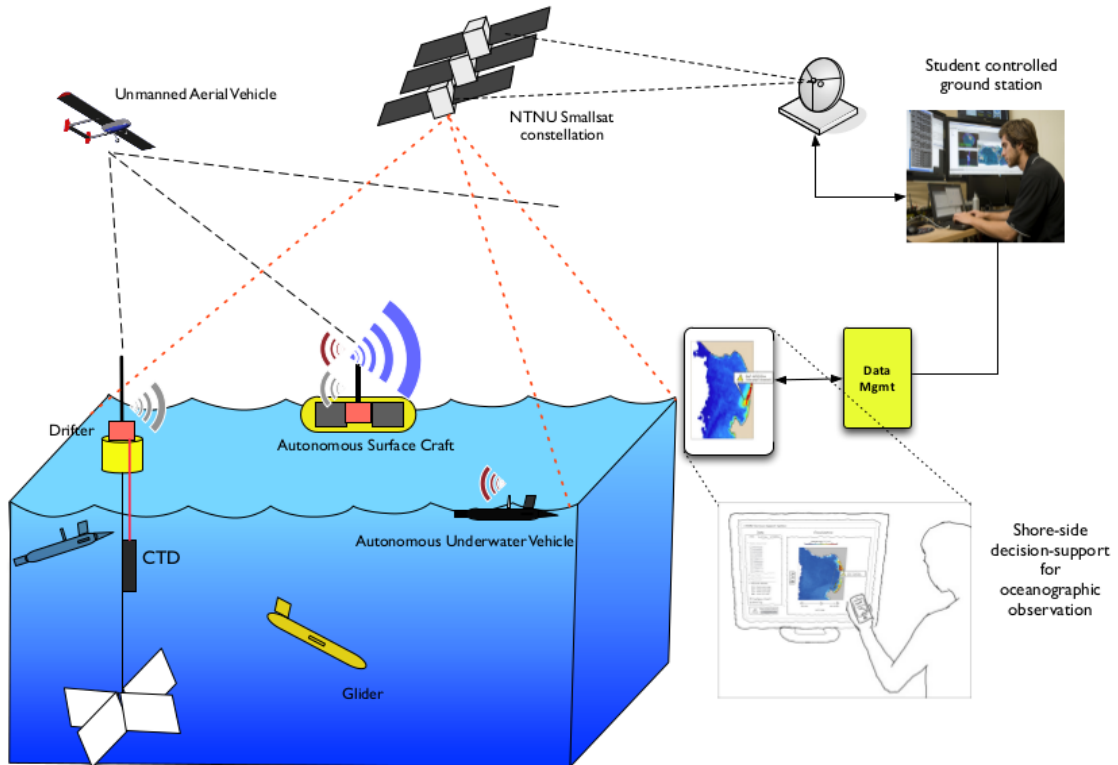 Unmanned Aerial Vehicle
NTNU Smallsat
constellation
Student controlled
ground station
Drifter
Autonomous Surface Craft
Data
Mgmt
CTD
Autonomous Underwater Vehicle
Glider
Shore-side
decision-support
for
oceanographic
observation